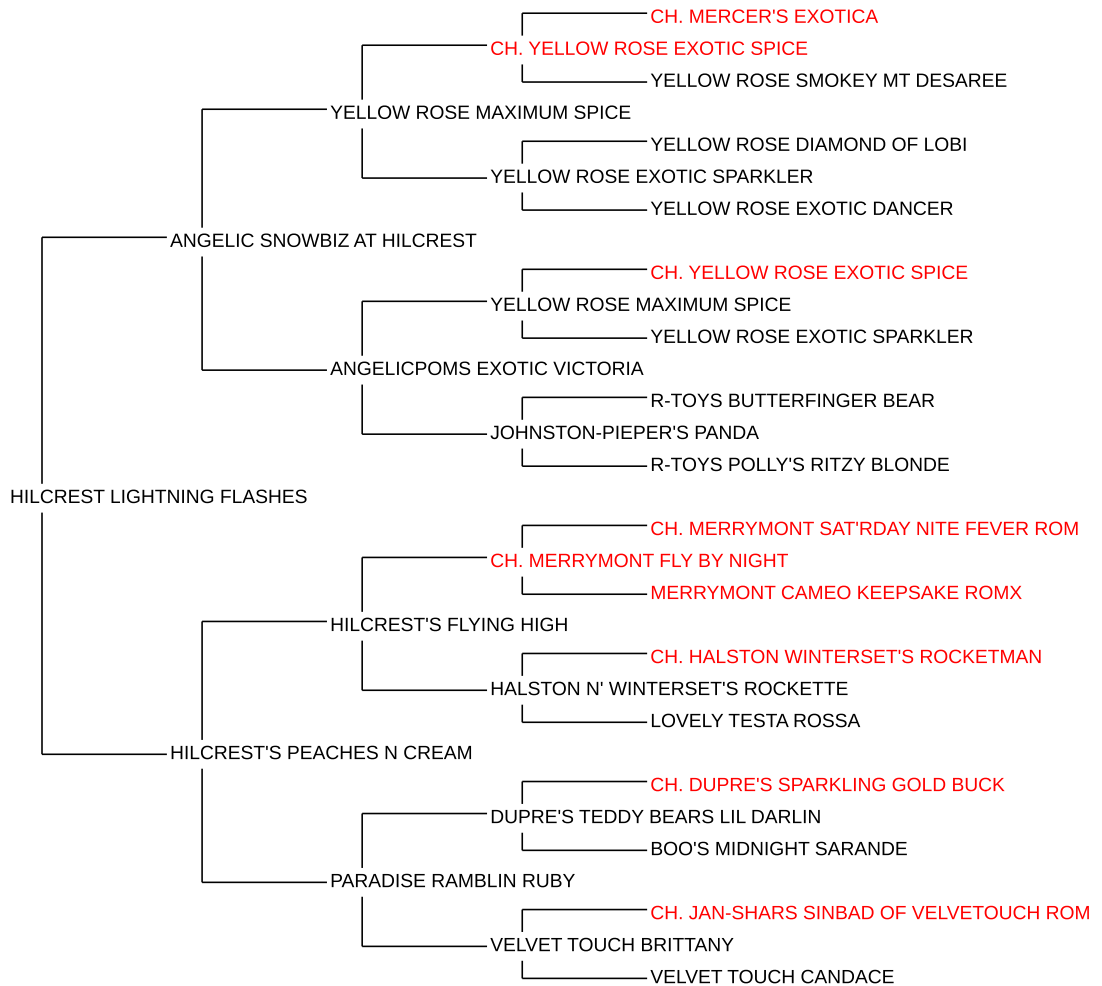 CH. MERCER'S EXOTICA
CH. YELLOW ROSE EXOTIC SPICE
YELLOW ROSE SMOKEY MT DESAREE
YELLOW ROSE MAXIMUM SPICE
YELLOW ROSE DIAMOND OF LOBI
YELLOW ROSE EXOTIC SPARKLER
YELLOW ROSE EXOTIC DANCER
ANGELIC SNOWBIZ AT HILCREST
CH. YELLOW ROSE EXOTIC SPICE
YELLOW ROSE MAXIMUM SPICE
YELLOW ROSE EXOTIC SPARKLER
ANGELICPOMS EXOTIC VICTORIA
R-TOYS BUTTERFINGER BEAR
JOHNSTON-PIEPER'S PANDA
R-TOYS POLLY'S RITZY BLONDE
HILCREST LIGHTNING FLASHES
CH. MERRYMONT SAT'RDAY NITE FEVER ROM
CH. MERRYMONT FLY BY NIGHT
MERRYMONT CAMEO KEEPSAKE ROMX
HILCREST'S FLYING HIGH
CH. HALSTON WINTERSET'S ROCKETMAN
HALSTON N' WINTERSET'S ROCKETTE
LOVELY TESTA ROSSA
HILCREST'S PEACHES N CREAM
CH. DUPRE'S SPARKLING GOLD BUCK
DUPRE'S TEDDY BEARS LIL DARLIN
BOO'S MIDNIGHT SARANDE
PARADISE RAMBLIN RUBY
CH. JAN-SHARS SINBAD OF VELVETOUCH ROM
VELVET TOUCH BRITTANY
VELVET TOUCH CANDACE